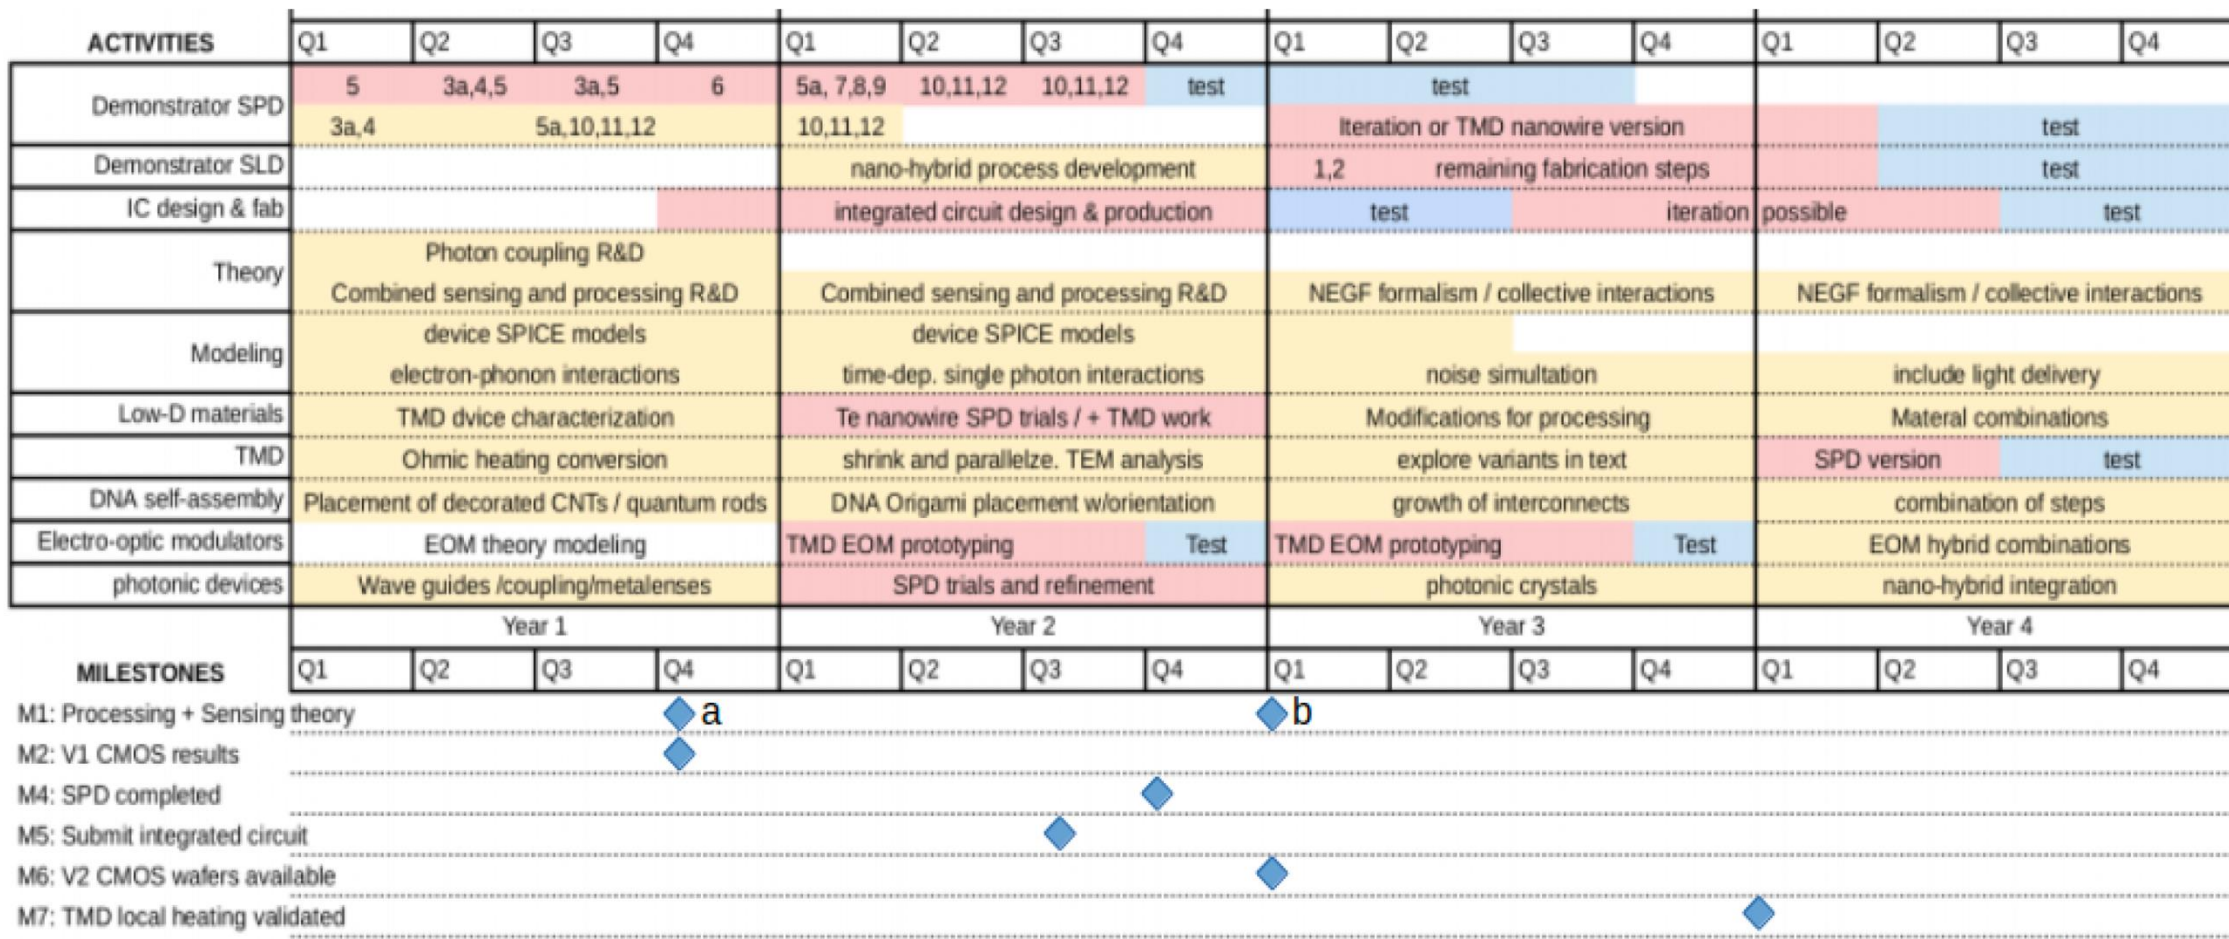 ACTIVITIES Q1 Q2 Q3 Q4 Q1 Q2 Q3 Q4 Q1 Q2 Q3 Q4 Q1 Q2 Q3 Q4
Demonstrator SPD 5 3a,4,5 3a,5 6 5a, 7,8,9 10,11,12 10,11,12 test test
3a,4 5a,10,11,12 10,11,12 Iteration or TMD nanowire version test
Demonstrator SLD nano-hybrid process development 1,2 remaining fabrication steps test
IC design & fab integrated circuit design & production test iteration possible test
Theory Photon coupling R&D
Combined sensing and processing R&D Combined sensing and processing R&D NEGF formalism / collective interactions NEGF formalism / collective interactions
Modeling device SPICE models device SPICE models
electron-phonon interactions time-dep. single photon interactions noise simultation include light delivery
Low-D materials TMD dvice characterization Te nanowire SPD trials / + TMD work Modifications for processing Materal combinations
TMD Ohmic heating conversion shrink and parallelze. TEM analysis explore variants in text SPD version test
DNA self-assembly Placement of decorated CNTs / quantum rods DNA Origami placement w/orientation growth of interconnects combination of steps
Electro-optic modulators EOM theory modeling TMD EOM prototyping Test TMD EOM prototyping Test EOM hybrid combinations
photonic devices Wave guides /coupling/metalenses SPD trials and refinement photonic crystals nano-hybrid integration
Year 1 Year 2 Year 3 Year 4
MILESTONES Q1 Q2 Q3 Q4 Q1 Q2 Q3 Q4 Q1 Q2 Q3 Q4 Q1 Q2 Q3 Q4
M1: Processing + Sensing theory a b
M2: V1 CMOS results
M4: SPD completed
M5: Submit integrated circuit
M6: V2 CMOS wafers available
M7: TMD local heating validated